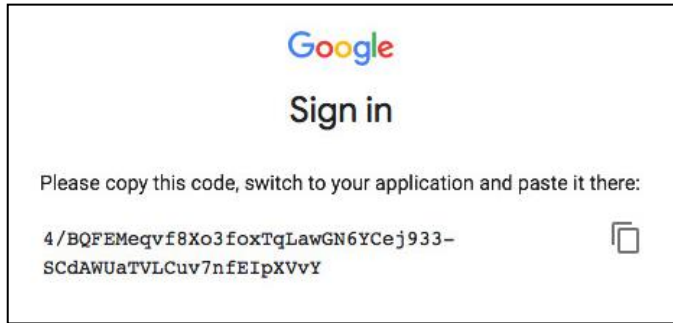 Google
Sign in
Please copy this code, switch to your application and paste it there:
4/BQFEMeqvf8Xo3foxTqLawGN6YCej933-
SCdAWUaTVLCuv7nfEIpXVvY